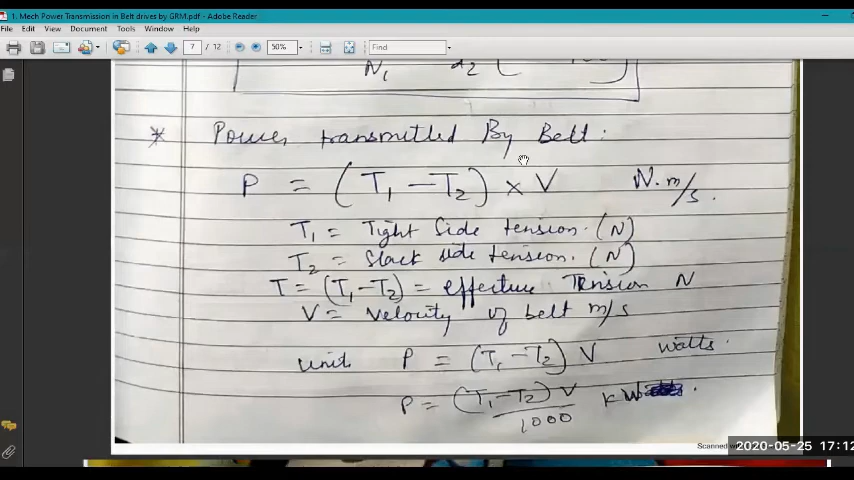 1. Mech Power Transmission in Belt drives by GRM.pdf - Adobe Reader
File Edit View Document Tools Window Help
7 / 12 50% Find
N1 d2
* Power transmitted By Belt:
P = (T1 - T2) × V N.m/s.
T1 = Tight Side tension. (N)
T2 = Slack side tension. (N)
T = (T1 - T2) = effective Tension N
V = Velocity of belt m/s
unit P = (T1 - T2) V watts.
P = (T1 - T2) V / 1000 KW
Scanned w
2020-05-25 17:12